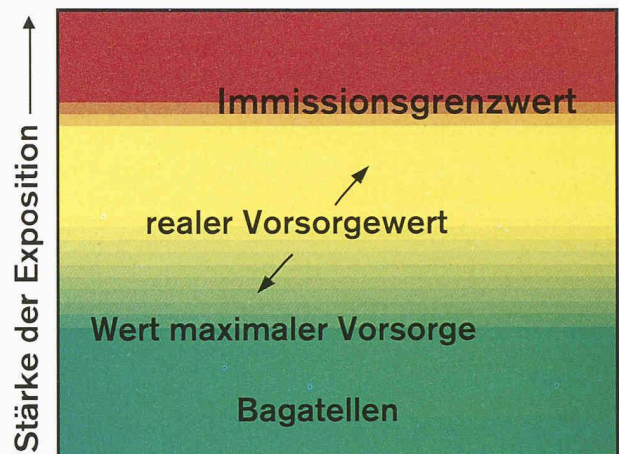 Stärke der Exposition
Immissionsgrenzwert
realer Vorsorgewert
Wert maximaler Vorsorge
Bagatellen